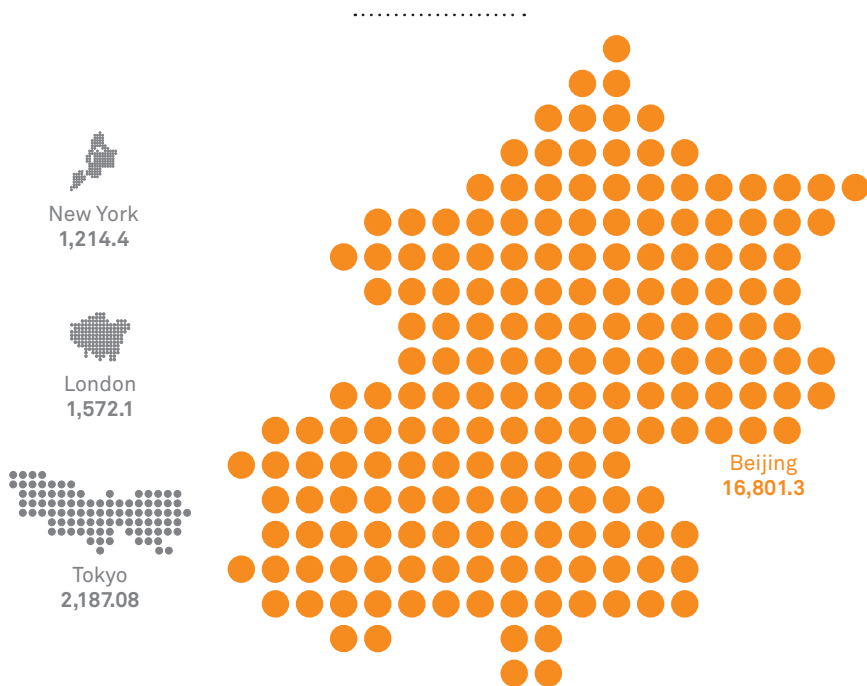 New York
1,214.4
London
1,572.1
Tokyo
2,187.08
Beijing
16,801.3